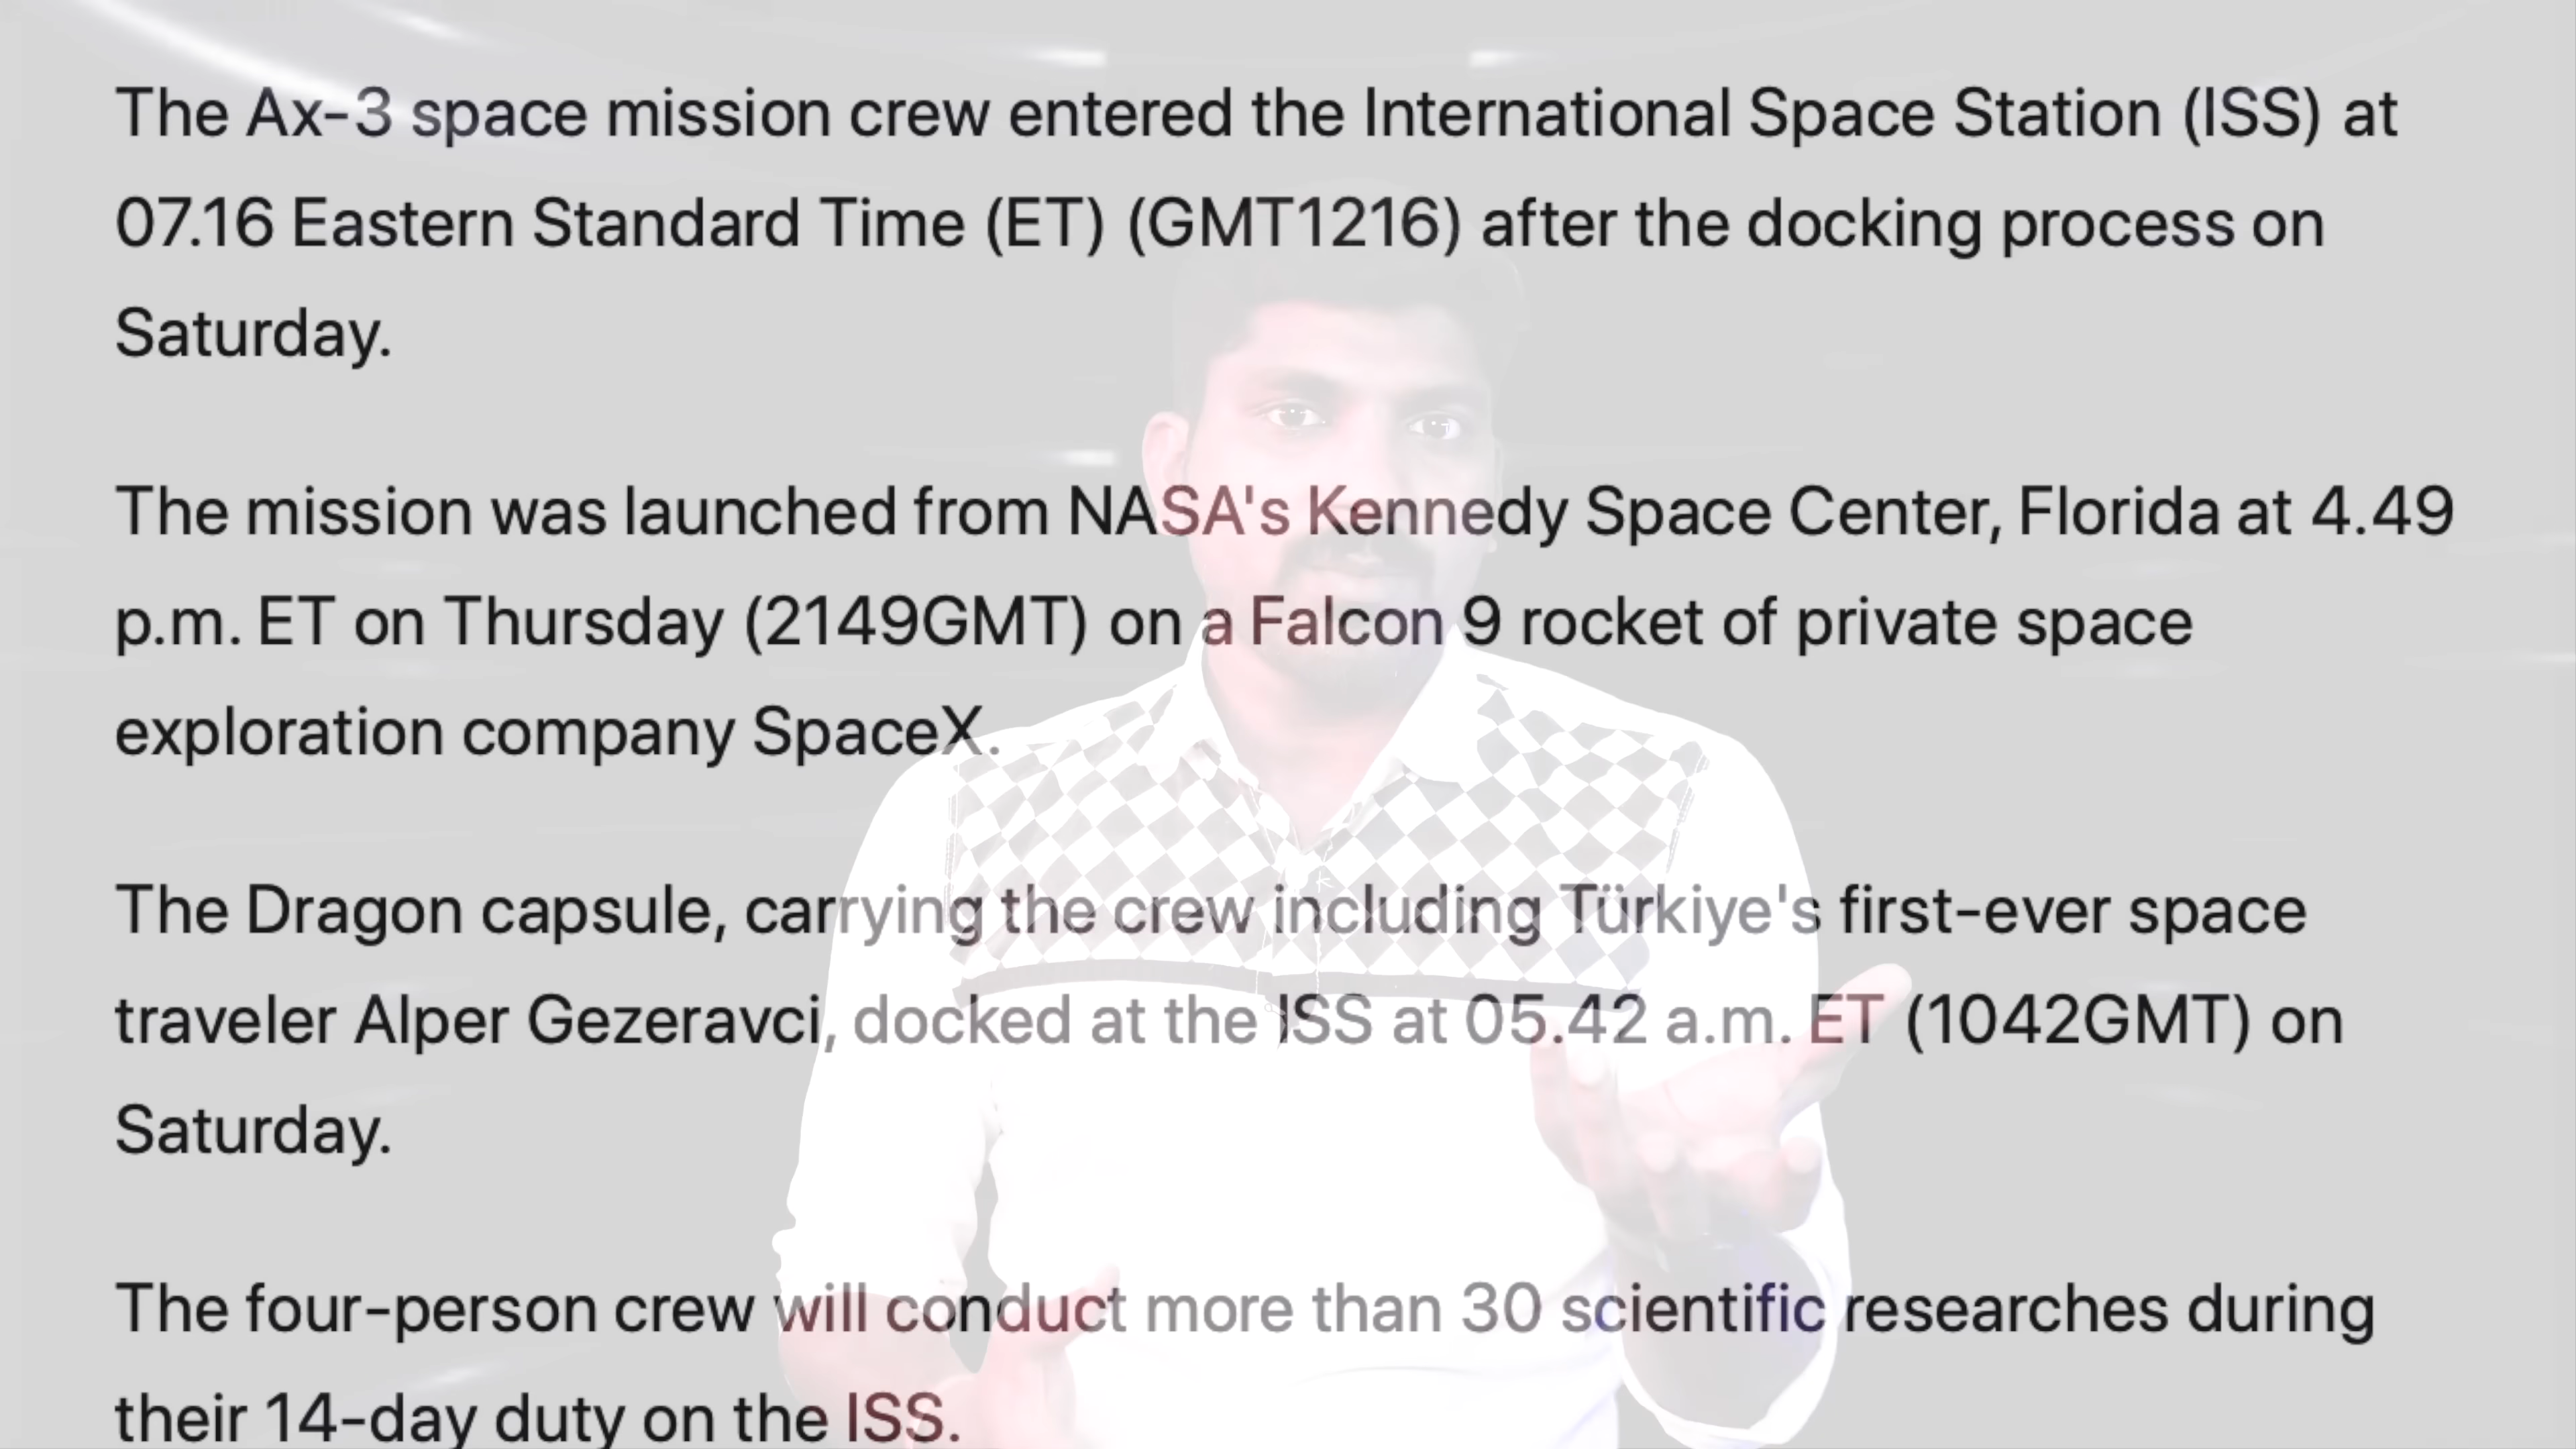 The Ax-3 space mission crew entered the International Space Station (ISS) at
07.16 Eastern Standard Time (ET) (GMT1216) after the docking process on
Saturday.
The mission was launched from NASA's Kennedy Space Center, Florida at 4.49
p.m. ET on Thursday (2149GMT) on a Falcon 9 rocket of private space
exploration company SpaceX.
The Dragon capsule, carrying the crew including Türkiye's first-ever space
traveler Alper Gezeravci, docked at the ISS at 05.42 a.m. ET (1042GMT) on
Saturday.
The four-person crew will conduct more than 30 scientific researches during
their 14-day duty on the ISS.